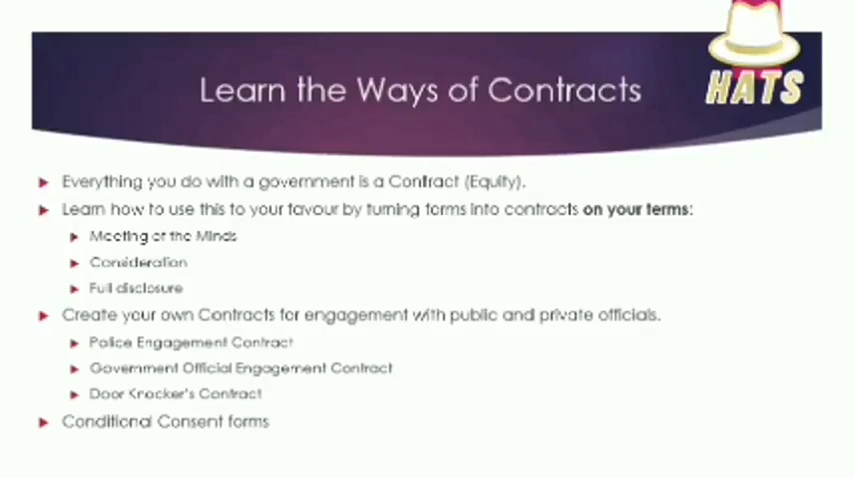 HATS
Learn the Ways of Contracts
Everything you do with a government is a Contract (Equity).
Learn how to use this to your favour by turning forms into contracts on your terms:
Meeting of the Minds
Consideration
Full disclosure
Create your own Contracts for engagement with public and private officials.
Police Engagement Contract
Government Official Engagement Contract
Door Knocker's Contract
Conditional Consent forms